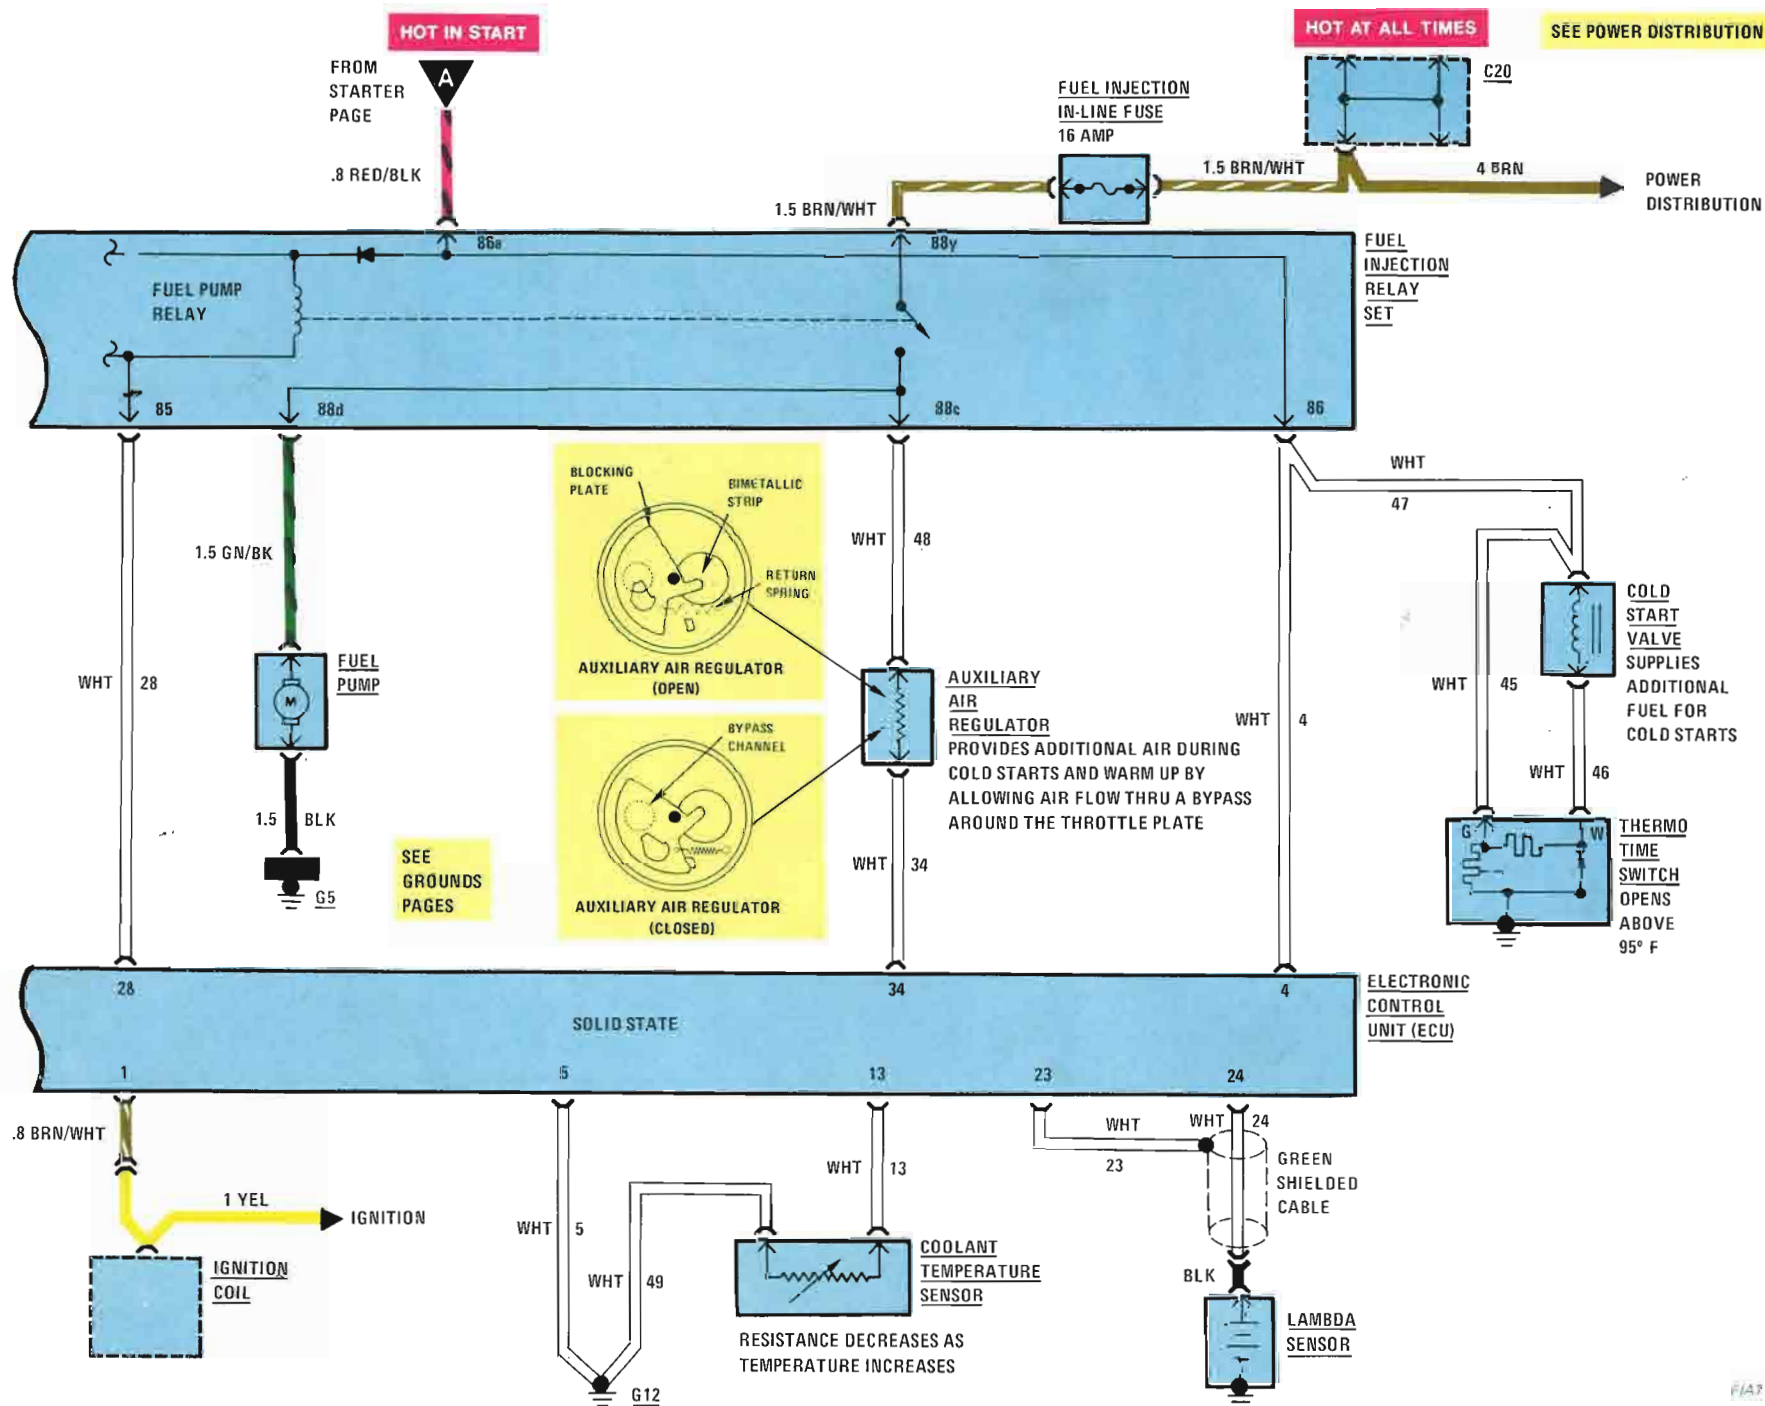 HOT IN START
HOT AT ALL TIMES
SEE POWER DISTRIBUTION
FROM
STARTER
PAGE
A
C20
FUEL INJECTION
IN-LINE FUSE
16 AMP
.8 RED/BLK
1.5 BRN/WHT
1.5 BRN/WHT
4 BRN
POWER
DISTRIBUTION
86a
88y
FUEL
INJECTION
RELAY
SET
FUEL PUMP
RELAY
85
88d
88c
86
BLOCKING
PLATE
BIMETALLIC
STRIP
RETURN
SPRING
AUXILIARY AIR REGULATOR
(OPEN)
WHT
48
WHT
47
1.5 GN/BK
WHT
28
FUEL
PUMP
M
AUXILIARY
AIR
REGULATOR
PROVIDES ADDITIONAL AIR DURING
COLD STARTS AND WARM UP BY
ALLOWING AIR FLOW THRU A BYPASS
AROUND THE THROTTLE PLATE
WHT
4
WHT
45
COLD
START
VALVE
SUPPLIES
ADDITIONAL
FUEL FOR
COLD STARTS
WHT
46
BYPASS
CHANNEL
AUXILIARY AIR REGULATOR
(CLOSED)
1.5
BLK
G5
SEE
GROUNDS
PAGES
WHT
34
G
W
THERMO
TIME
SWITCH
OPENS
ABOVE
95° F
28
34
4
SOLID STATE
ELECTRONIC
CONTROL
UNIT (ECU)
1
5
13
23
24
.8 BRN/WHT
1 YEL
IGNITION
IGNITION
COIL
WHT
5
WHT
49
WHT
13
WHT
23
WHT
24
GREEN
SHIELDED
CABLE
COOLANT
TEMPERATURE
SENSOR
RESISTANCE DECREASES AS
TEMPERATURE INCREASES
BLK
LAMBDA
SENSOR
G12
FIAT